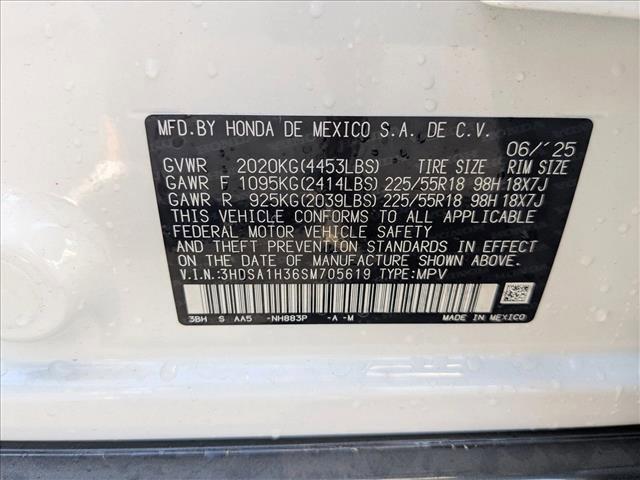 MFD.BY HONDA DE MEXICO S.A. DE C.V.
06/'25
GVWR 2020KG(4453LBS) TIRE SIZE RIM SIZE
GAWR F 1095KG(2414LBS) 225/55R18 98H 18X7J
GAWR R 925KG(2039LBS) 225/55R18 98H 18X7J
THIS VEHICLE CONFORMS TO ALL APPLICABLE
FEDERAL MOTOR VEHICLE SAFETY
AND THEFT PREVENTION STANDARDS IN EFFECT
ON THE DATE OF MANUFACTURE SHOWN ABOVE.
V.I.N.:3HDSA1H36SM705619 TYPE:MPV
3BH S AA5 -NH883P -A -M MADE IN MEXICO